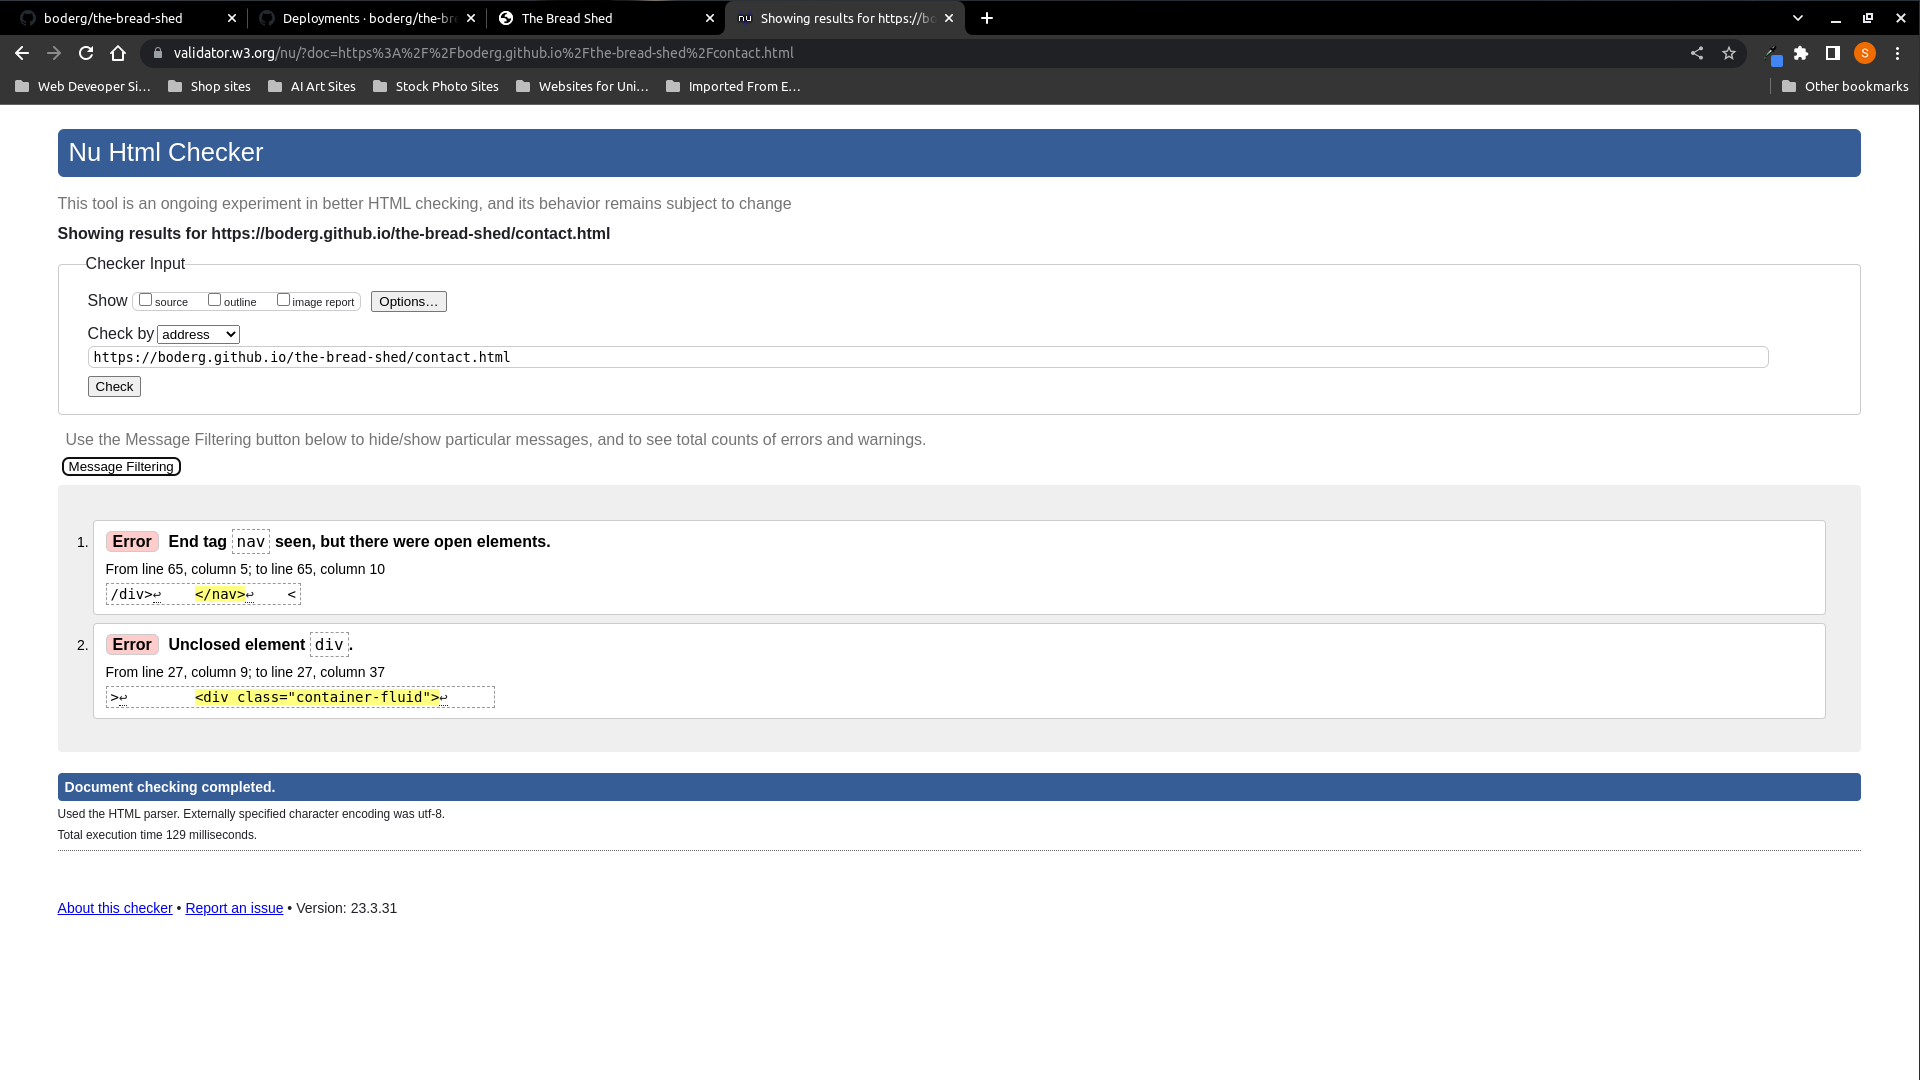 boderg/the-bread-shed
Deployments · boderg/the-bre
The Bread Shed
Showing results for https://bo
validator.w3.org/nu/?doc=https%3A%2F%2Fboderg.github.io%2Fthe-bread-shed%2Fcontact.html
S
Web Deveoper Si…
Shop sites
AI Art Sites
Stock Photo Sites
Websites for Uni…
Imported From E…
Other bookmarks
Nu Html Checker
This tool is an ongoing experiment in better HTML checking, and its behavior remains subject to change
Showing results for https://boderg.github.io/the-bread-shed/contact.html
Checker Input
Show source outline image report Options…
Check by address
https://boderg.github.io/the-bread-shed/contact.html
Check
Use the Message Filtering button below to hide/show particular messages, and to see total counts of errors and warnings.
Message Filtering
1. Error End tag nav seen, but there were open elements.
From line 65, column 5; to line 65, column 10
/div>↩    </nav>↩    <
2. Error Unclosed element div.
From line 27, column 9; to line 27, column 37
>↩        <div class="container-fluid">↩
Document checking completed.
Used the HTML parser. Externally specified character encoding was utf-8.
Total execution time 129 milliseconds.
About this checker • Report an issue • Version: 23.3.31